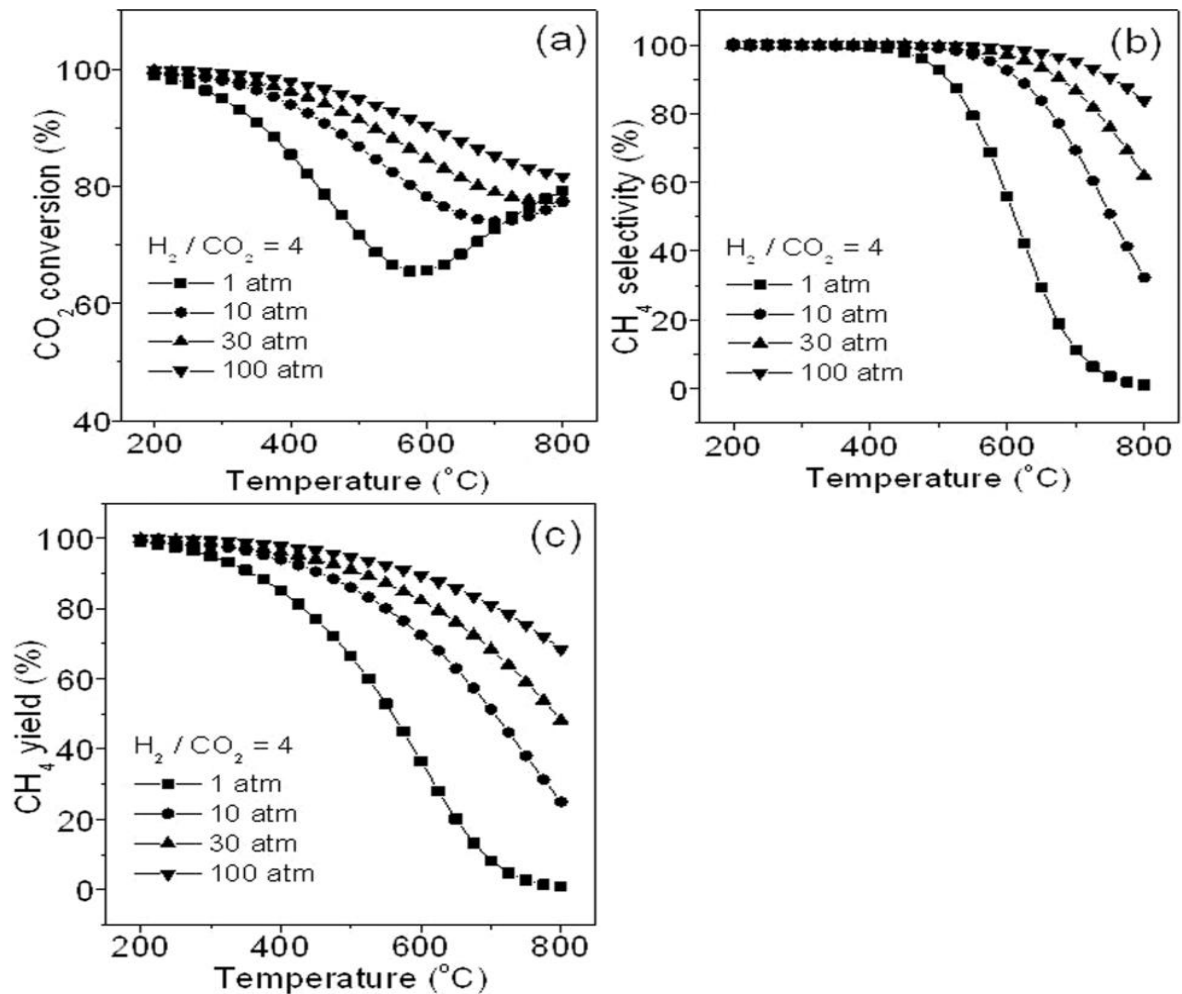 (a)
CO₂ conversion (%)
100
80
60
40
H₂ / CO₂ = 4
1 atm
10 atm
30 atm
100 atm
200 400 600 800
Temperature (°C)
(b)
CH₄ selectivity (%)
100
80
60
40
20
0
H₂ / CO₂ = 4
1 atm
10 atm
30 atm
100 atm
200 400 600 800
Temperature (°C)
(c)
CH₄ yield (%)
100
80
60
40
20
0
H₂ / CO₂ = 4
1 atm
10 atm
30 atm
100 atm
200 400 600 800
Temperature (°C)